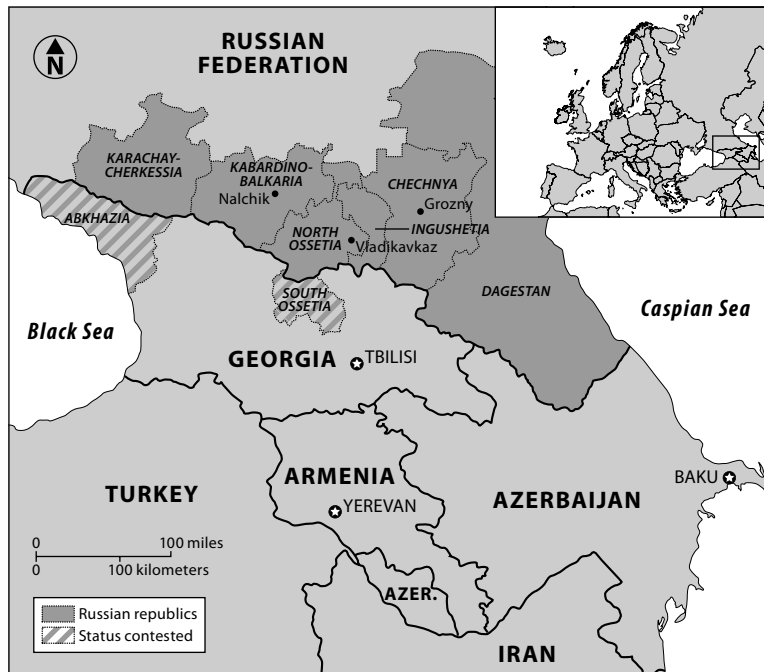 N
RUSSIAN
FEDERATION
KARACHAY-
CHERKESSIA
KABARDINO-
BALKARIA
Nalchik
CHECHNYA
Grozny
ABKHAZIA
NORTH
OSSETIA
INGUSHETIA
Vladikavkaz
SOUTH
OSSETIA
DAGESTAN
Black Sea
Caspian Sea
GEORGIA
TBILISI
TURKEY
ARMENIA
YEREVAN
AZERBAIJAN
BAKU
AZER.
IRAN
0 100 miles
0 100 kilometers
Russian republics
Status contested